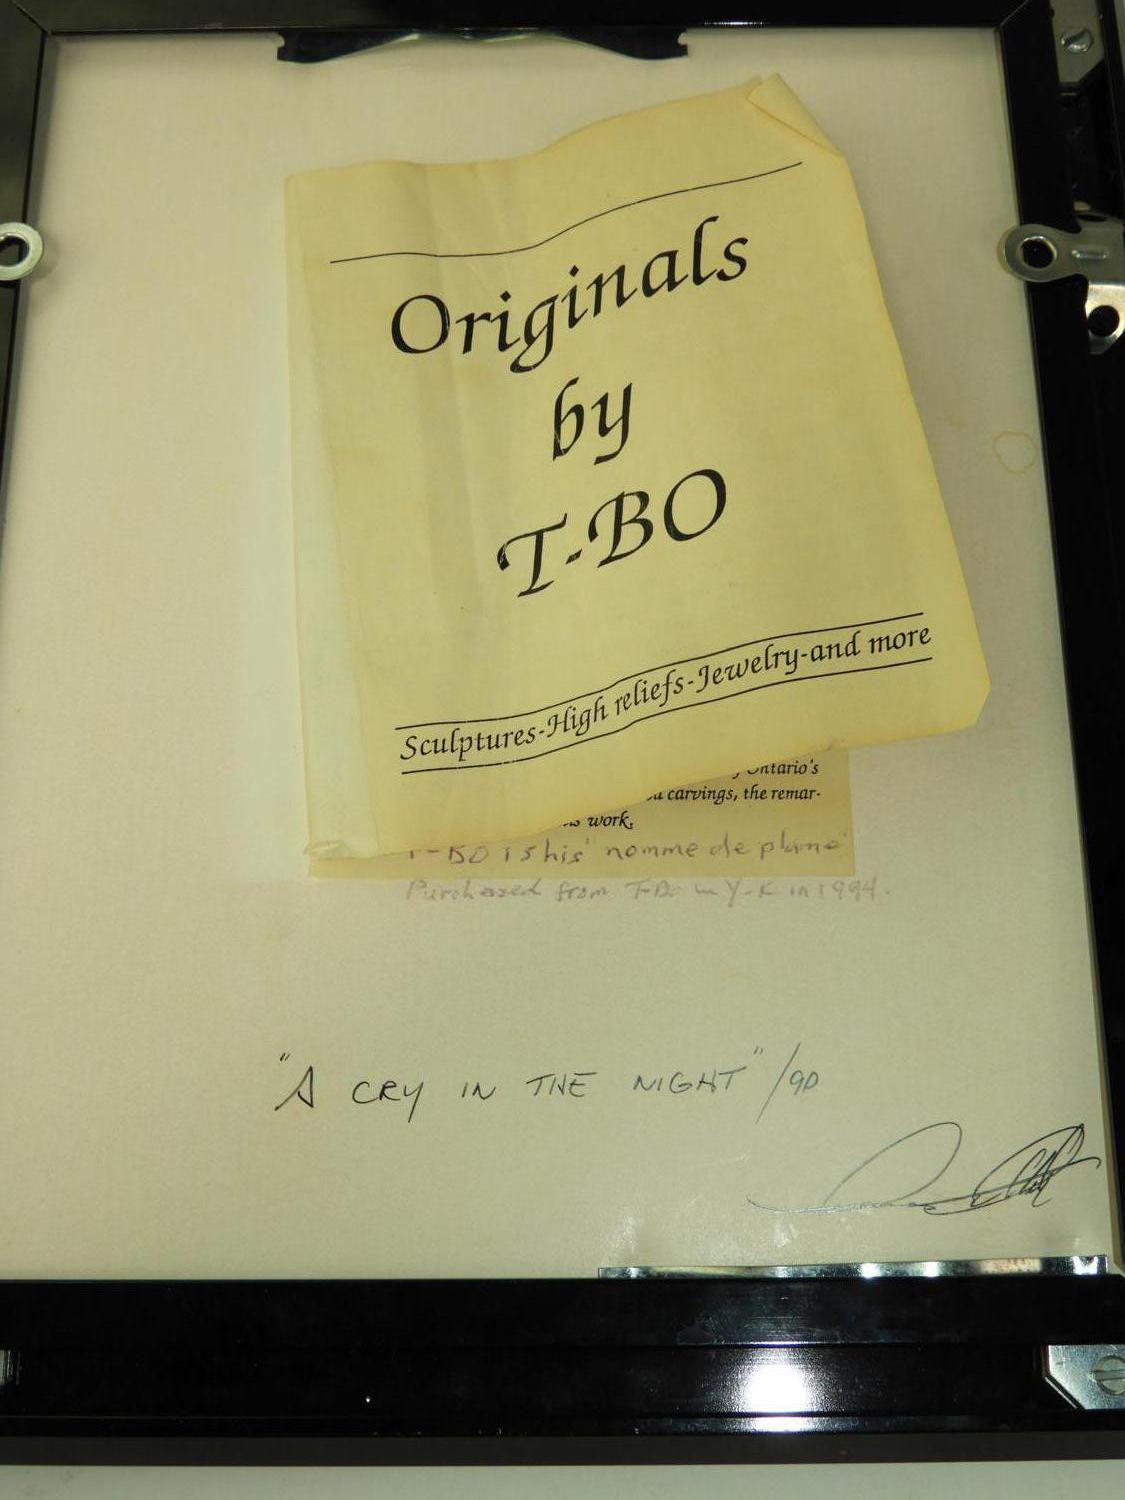 Originals
by
T-BO
Sculptures-High reliefs-Jewelry-and more
Ontario's
carvings, the remar-
work.
T-BO is his' nomme de plume'
Purchased from T-Bo in Y-K in 1994.
"A CRY IN THE NIGHT" /90